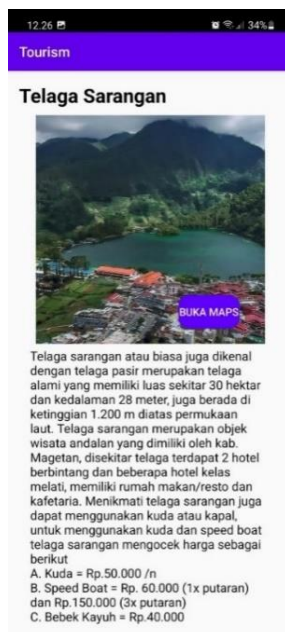 12.26
34%
Tourism
Telaga Sarangan
BUKA MAPS
Telaga sarangan atau biasa juga dikenal
dengan telaga pasir merupakan telaga
alami yang memiliki luas sekitar 30 hektar
dan kedalaman 28 meter, juga berada di
ketinggian 1.200 m diatas permukaan
laut. Telaga sarangan merupakan objek
wisata andalan yang dimiliki oleh kab.
Magetan, disekitar telaga terdapat 2 hotel
berbintang dan beberapa hotel kelas
melati, memiliki rumah makan/resto dan
kafetaria. Menikmati telaga sarangan juga
dapat menggunakan kuda atau kapal,
untuk menggunakan kuda dan speed boat
telaga sarangan mengocek harga sebagai
berikut
A. Kuda = Rp.50.000 /n
B. Speed Boat = Rp. 60.000 (1x putaran)
dan Rp.150.000 (3x putaran)
C. Bebek Kayuh = Rp.40.000